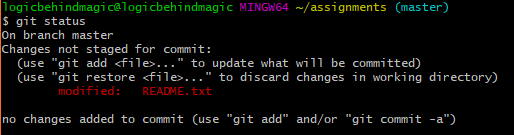 logicbehindmagic@logicbehindmagic MINGW64 ~/assignments (master)
$ git status
On branch master
Changes not staged for commit:
  (use "git add <file>..." to update what will be committed)
  (use "git restore <file>..." to discard changes in working directory)
        modified:   README.txt

no changes added to commit (use "git add" and/or "git commit -a")